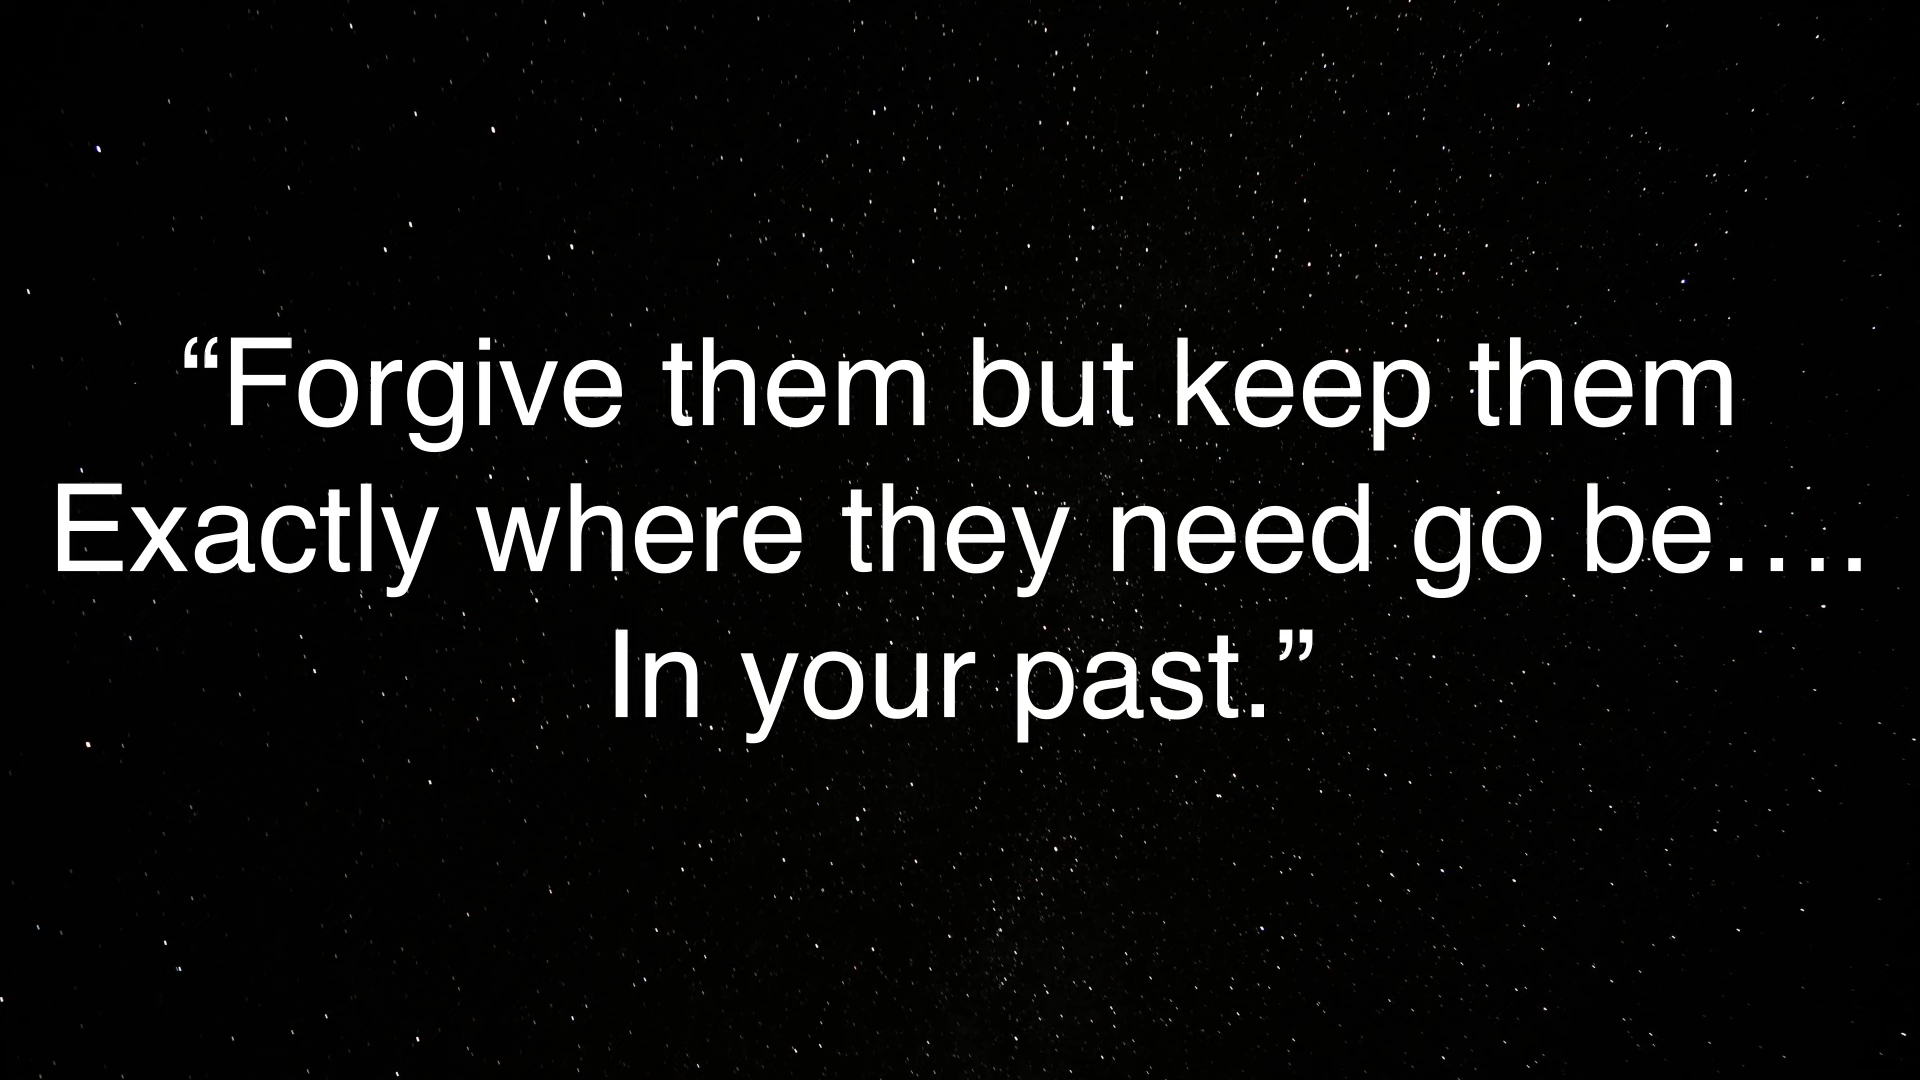 “Forgive them but keep them
Exactly where they need go be….
In your past.”